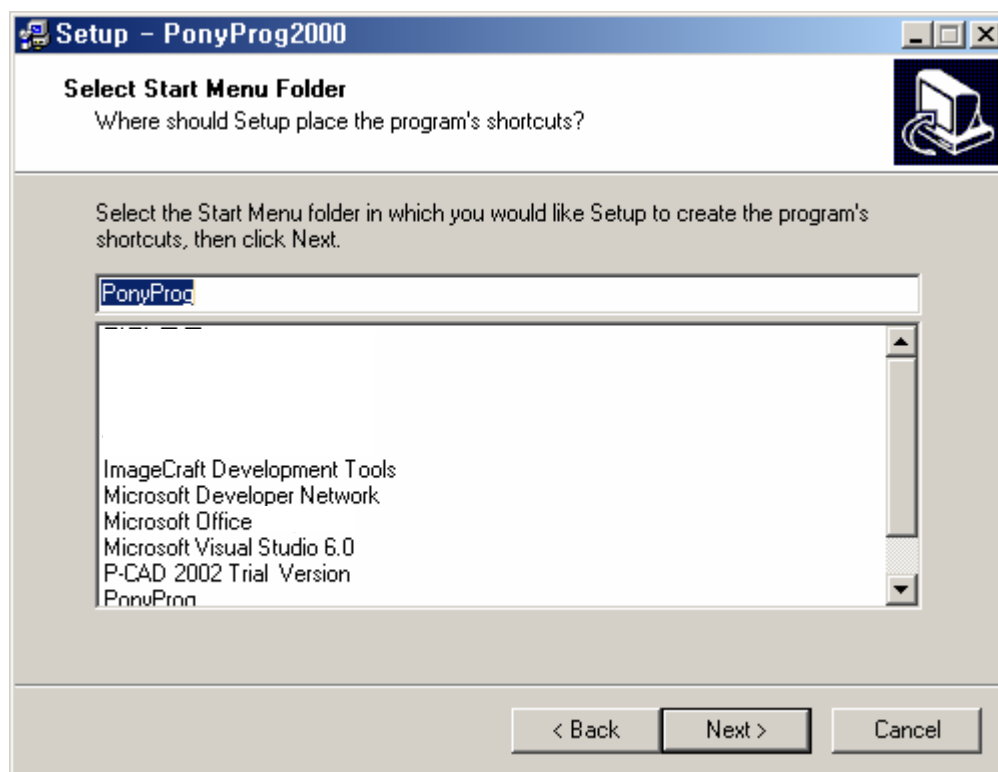 Setup - PonyProg2000
Select Start Menu Folder
Where should Setup place the program's shortcuts?
Select the Start Menu folder in which you would like Setup to create the program's
shortcuts, then click Next.
PonyProg
ImageCraft Development Tools
Microsoft Developer Network
Microsoft Office
Microsoft Visual Studio 6.0
P-CAD 2002 Trial Version
PonyProg
< Back
Next >
Cancel